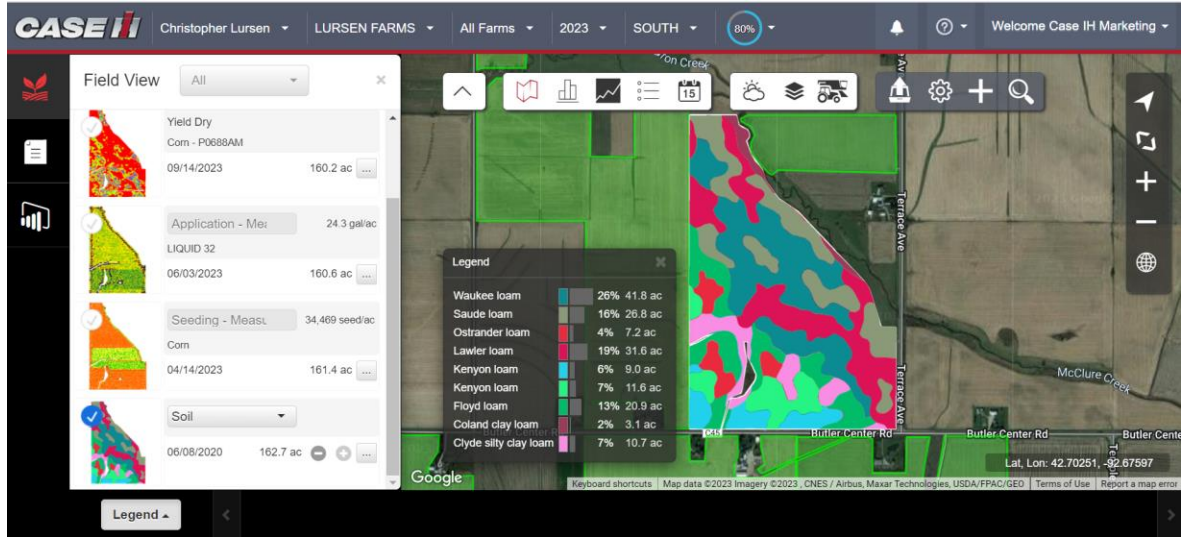 CASE IH Christopher Lursen LURSEN FARMS All Farms 2023 SOUTH 80% Welcome Case IH Marketing
Field View All
Yield Dry
Corn - P0688AM
09/14/2023 160.2 ac ...
24.3 gal/ac
Application - Mea
LIQUID 32
06/03/2023 160.6 ac ...
Seeding - Measu 34,469 seed/ac
Corn
04/14/2023 161.4 ac ...
Soil
06/08/2020 162.7 ac ...
15
Creek
Legend
Waukee loam 26% 41.8 ac
Saude loam 16% 26.8 ac
Ostrander loam 4% 7.2 ac
Lawler loam 19% 31.6 ac
Kenyon loam 6% 9.0 ac
Kenyon loam 7% 11.6 ac
Floyd loam 13% 20.9 ac
Coland clay loam 2% 3.1 ac
Clyde silty clay loam 7% 10.7 ac
Terrace Ave
Terrace Ave
McClure Creek
C45
Butler Center Rd Butler Center Rd Butler Cente
Lat, Lon: 42.70251, -92.67597
Google
Keyboard shortcuts Map data ©2023 Imagery ©2023 , CNES / Airbus, Maxar Technologies, USDA/FPAC/GEO Terms of Use Report a map error
Legend